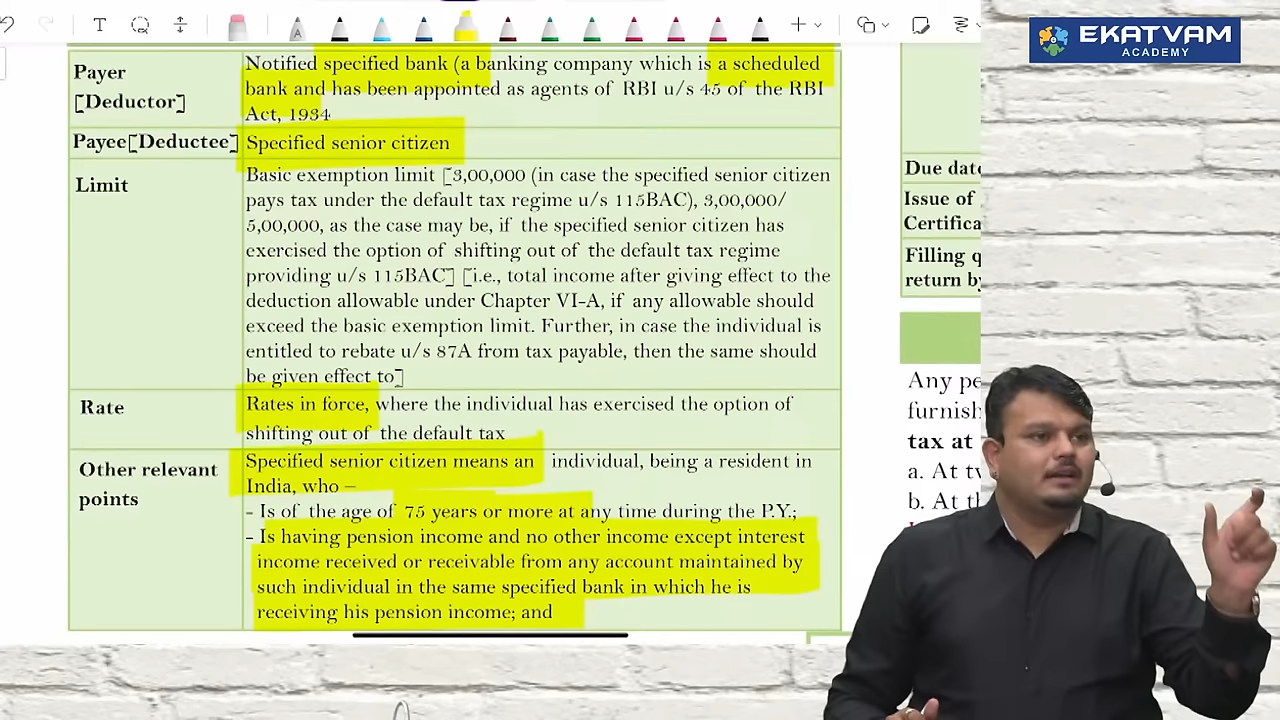 EKATVAM
ACADEMY
Payer
[Deductor]
Notified specified bank (a banking company which is a scheduled
bank and has been appointed as agents of RBI u/s 45 of the RBI
Act, 1934
Payee[Deductee]
Specified senior citizen
Limit
Basic exemption limit [3,00,000 (in case the specified senior citizen
pays tax under the default tax regime u/s 115BAC), 3,00,000/
5,00,000, as the case may be, if the specified senior citizen has
exercised the option of shifting out of the default tax regime
providing u/s 115BAC] [i.e., total income after giving effect to the
deduction allowable under Chapter VI-A, if any allowable should
exceed the basic exemption limit. Further, in case the individual is
entitled to rebate u/s 87A from tax payable, then the same should
be given effect to]
Rate
Rates in force, where the individual has exercised the option of
shifting out of the default tax
Other relevant
points
Specified senior citizen means an individual, being a resident in
India, who –
- Is of the age of 75 years or more at any time during the P.Y.;
- Is having pension income and no other income except interest
income received or receivable from any account maintained by
such individual in the same specified bank in which he is
receiving his pension income; and
Due date
Issue of
Certifica
Filling q
return by
Any pe
furnish
tax at
a. At tw
b. At th